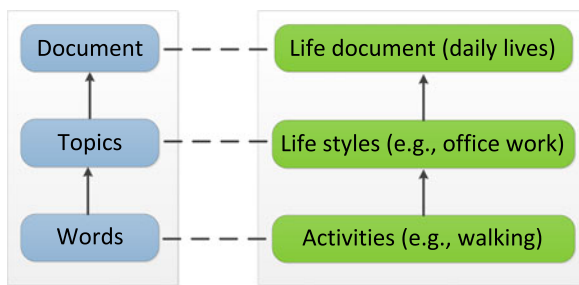 Document
Life document (daily lives)
Topics
Life styles (e.g., office work)
Words
Activities (e.g., walking)